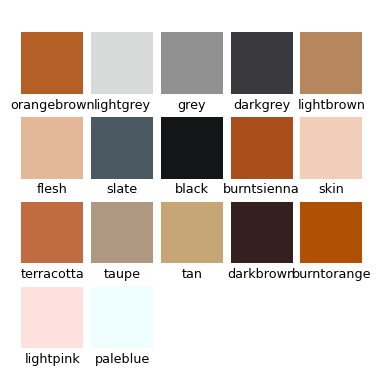 orangebrown lightgrey grey darkgrey lightbrown
flesh slate black burntsienna skin
terracotta taupe tan darkbrown burntorange
lightpink paleblue